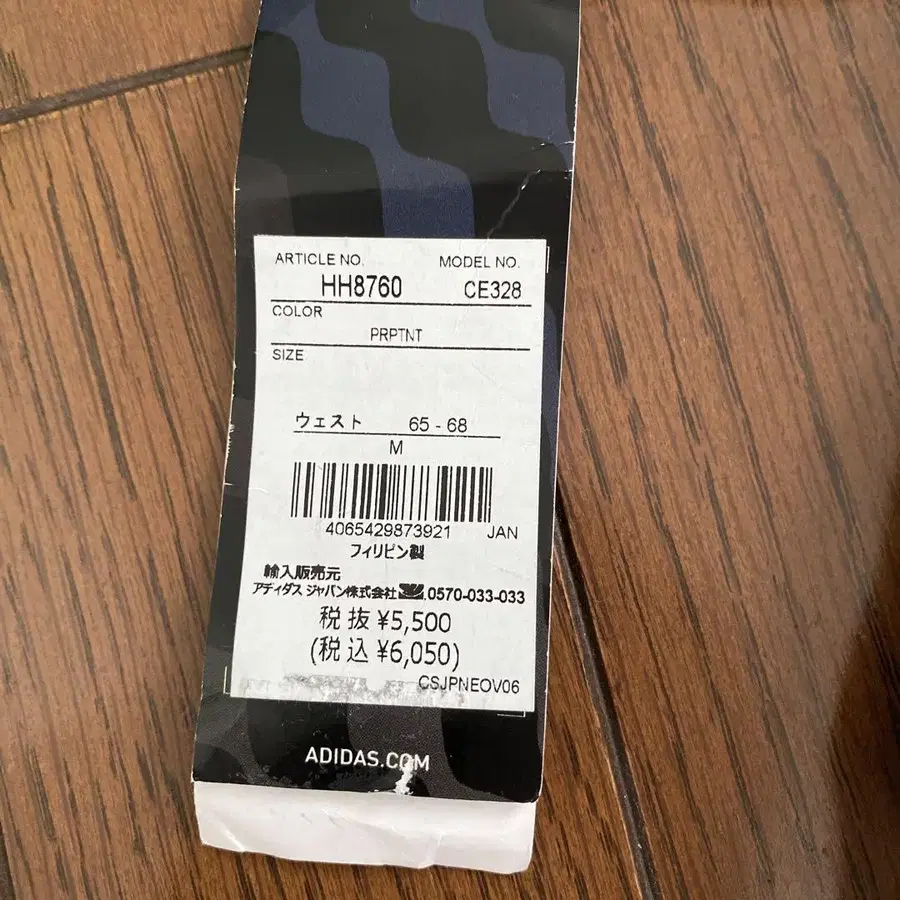 ARTICLE NO. MODEL NO.
HH8760 CE328
COLOR
PRPTNT
SIZE
ウェスト 65 - 68
M
4065429873921 JAN
フィリピン製
輸入販売元
アディダス ジャパン株式会社 0570-033-033
税抜 ¥5,500
(税込 ¥6,050)
CSJPNEOV06
ADIDAS.COM